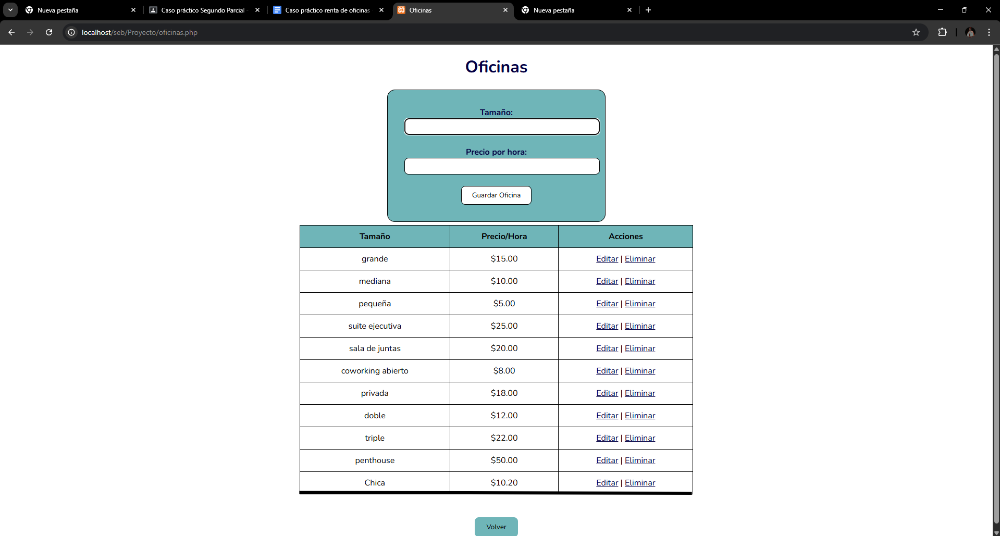 Nueva pestaña
Caso práctico Segundo Parcial
Caso práctico renta de oficinas
Oficinas
Nueva pestaña
localhost/seb/Proyecto/oficinas.php
Oficinas
Tamaño:
Precio por hora:
Guardar Oficina
Tamaño Precio/Hora Acciones
grande $15.00 Editar | Eliminar
mediana $10.00 Editar | Eliminar
pequeña $5.00 Editar | Eliminar
suite ejecutiva $25.00 Editar | Eliminar
sala de juntas $20.00 Editar | Eliminar
coworking abierto $8.00 Editar | Eliminar
privada $18.00 Editar | Eliminar
doble $12.00 Editar | Eliminar
triple $22.00 Editar | Eliminar
penthouse $50.00 Editar | Eliminar
Chica $10.20 Editar | Eliminar
Volver